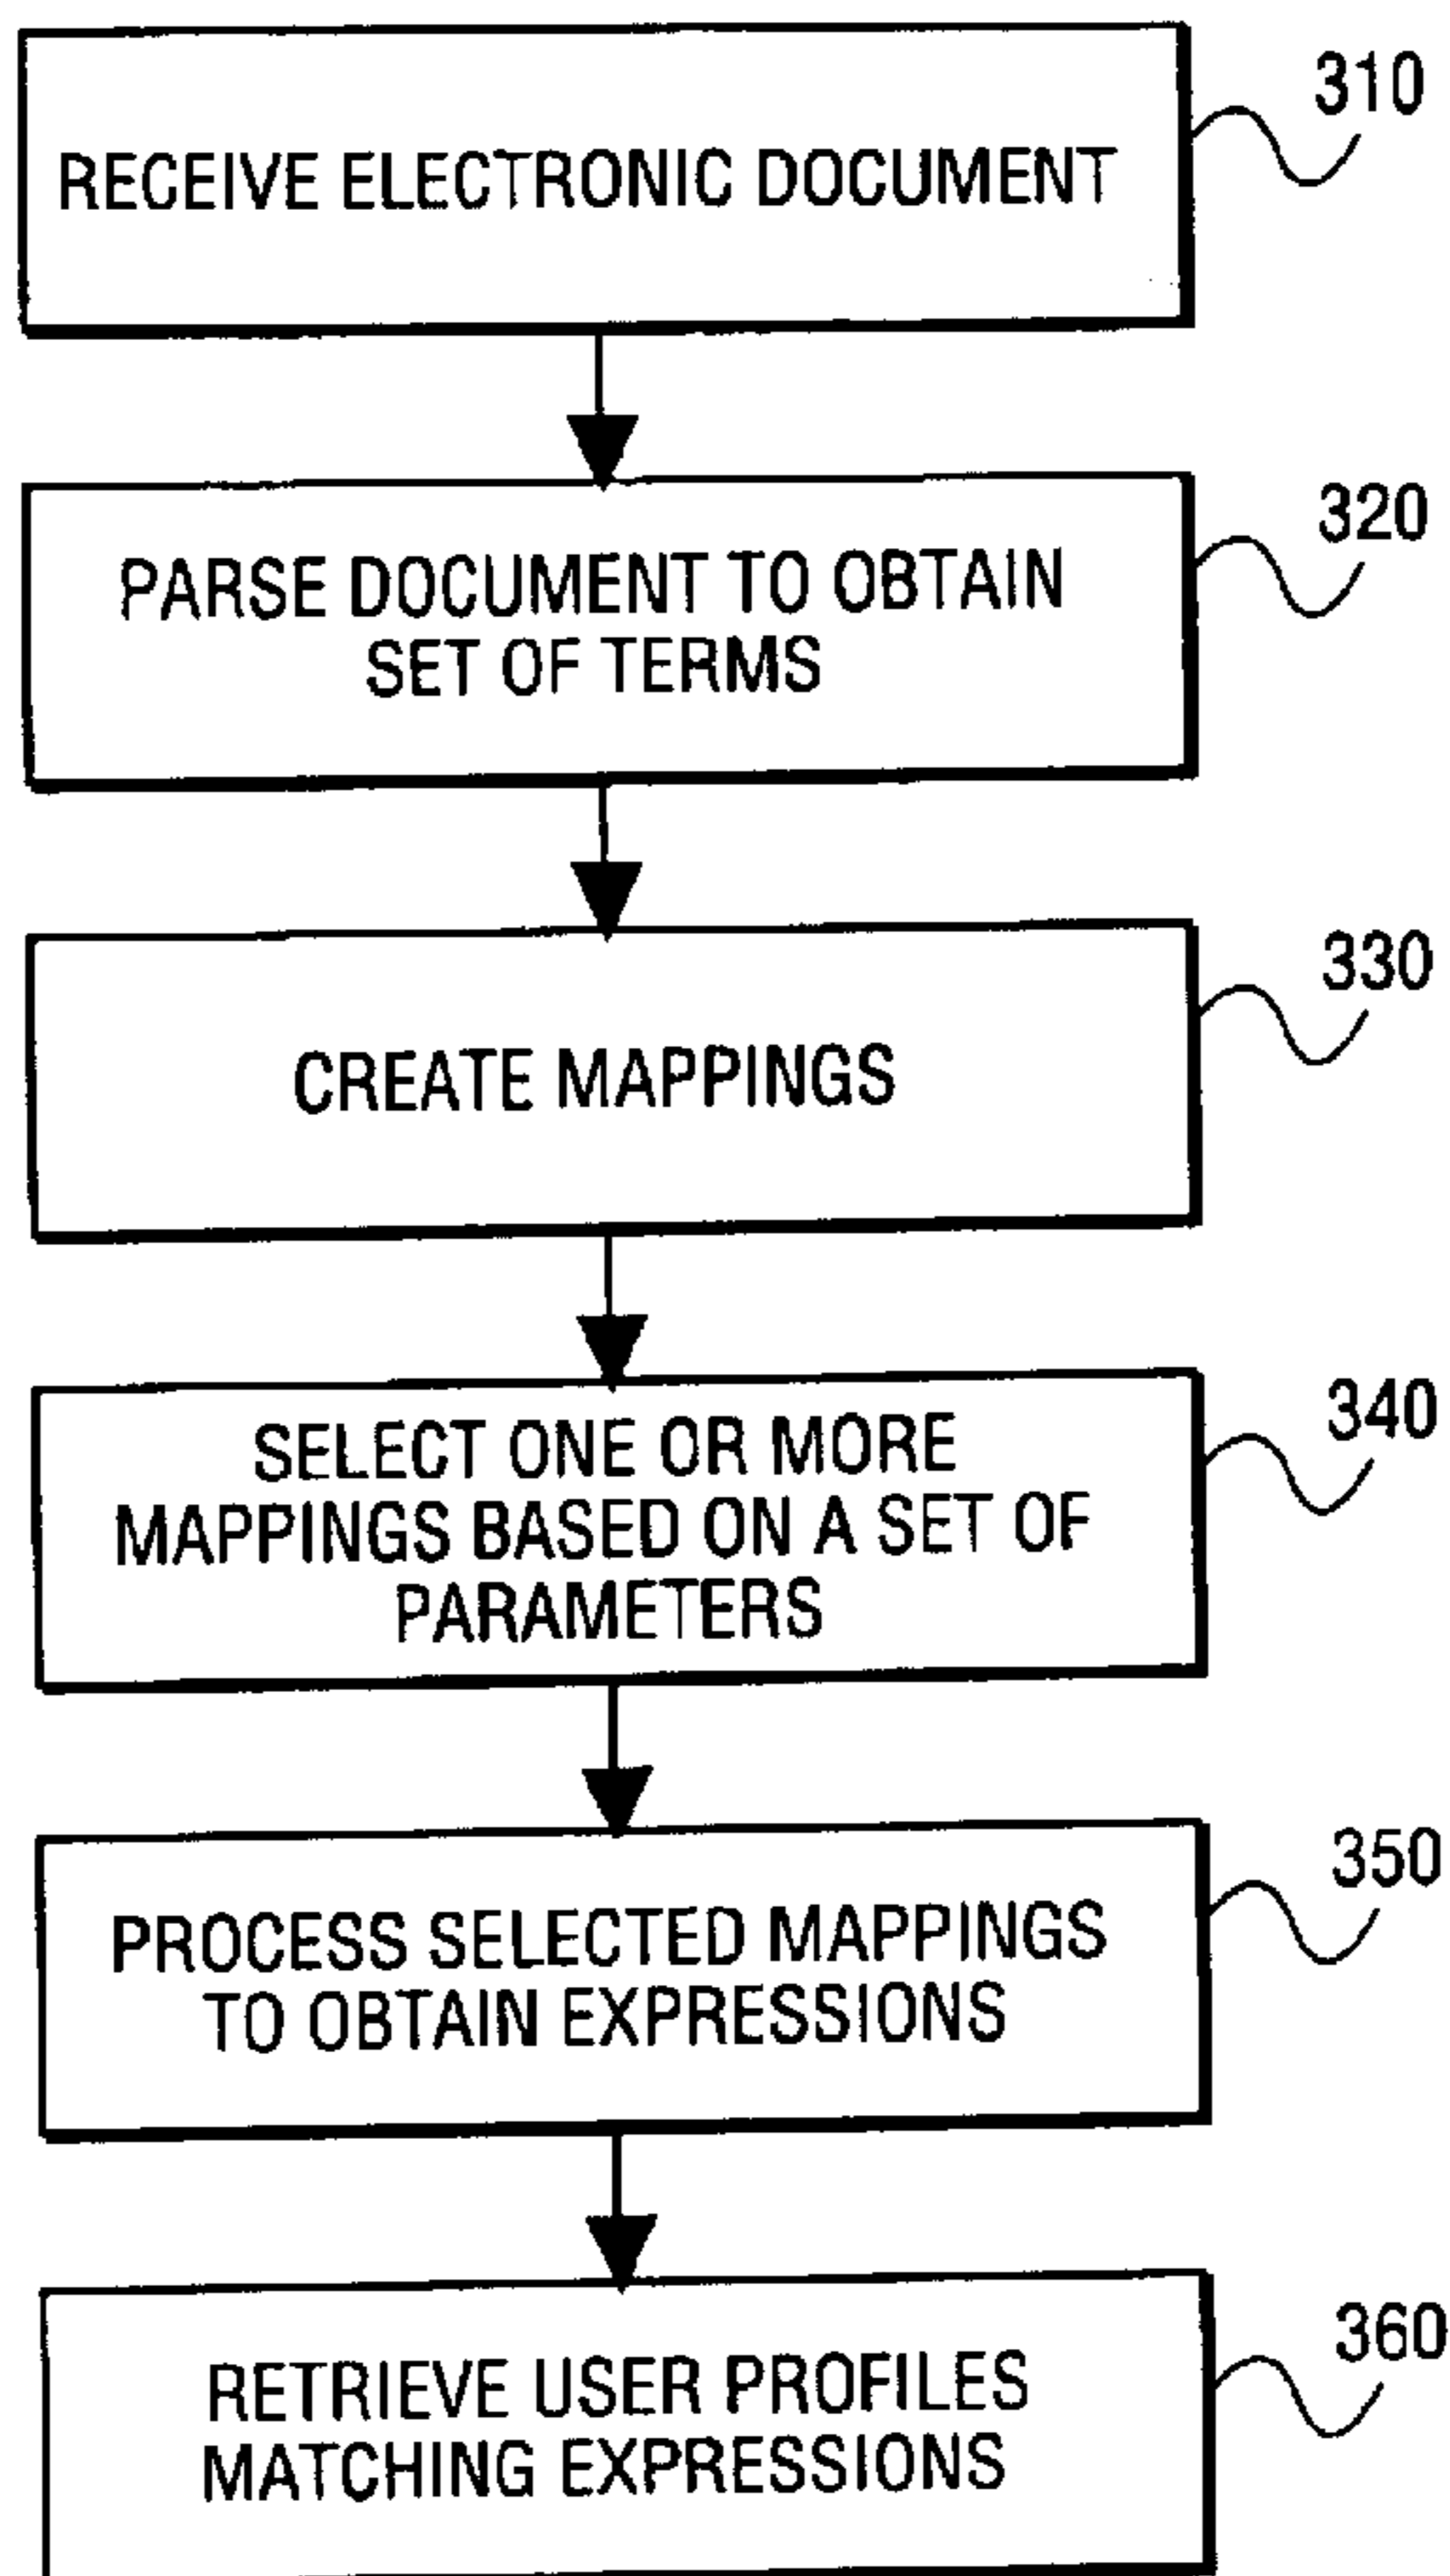 RECEIVE ELECTRONIC DOCUMENT
310
PARSE DOCUMENT TO OBTAIN
SET OF TERMS
320
CREATE MAPPINGS
330
SELECT ONE OR MORE
MAPPINGS BASED ON A SET OF
PARAMETERS
340
PROCESS SELECTED MAPPINGS
TO OBTAIN EXPRESSIONS
350
RETRIEVE USER PROFILES
MATCHING EXPRESSIONS
360